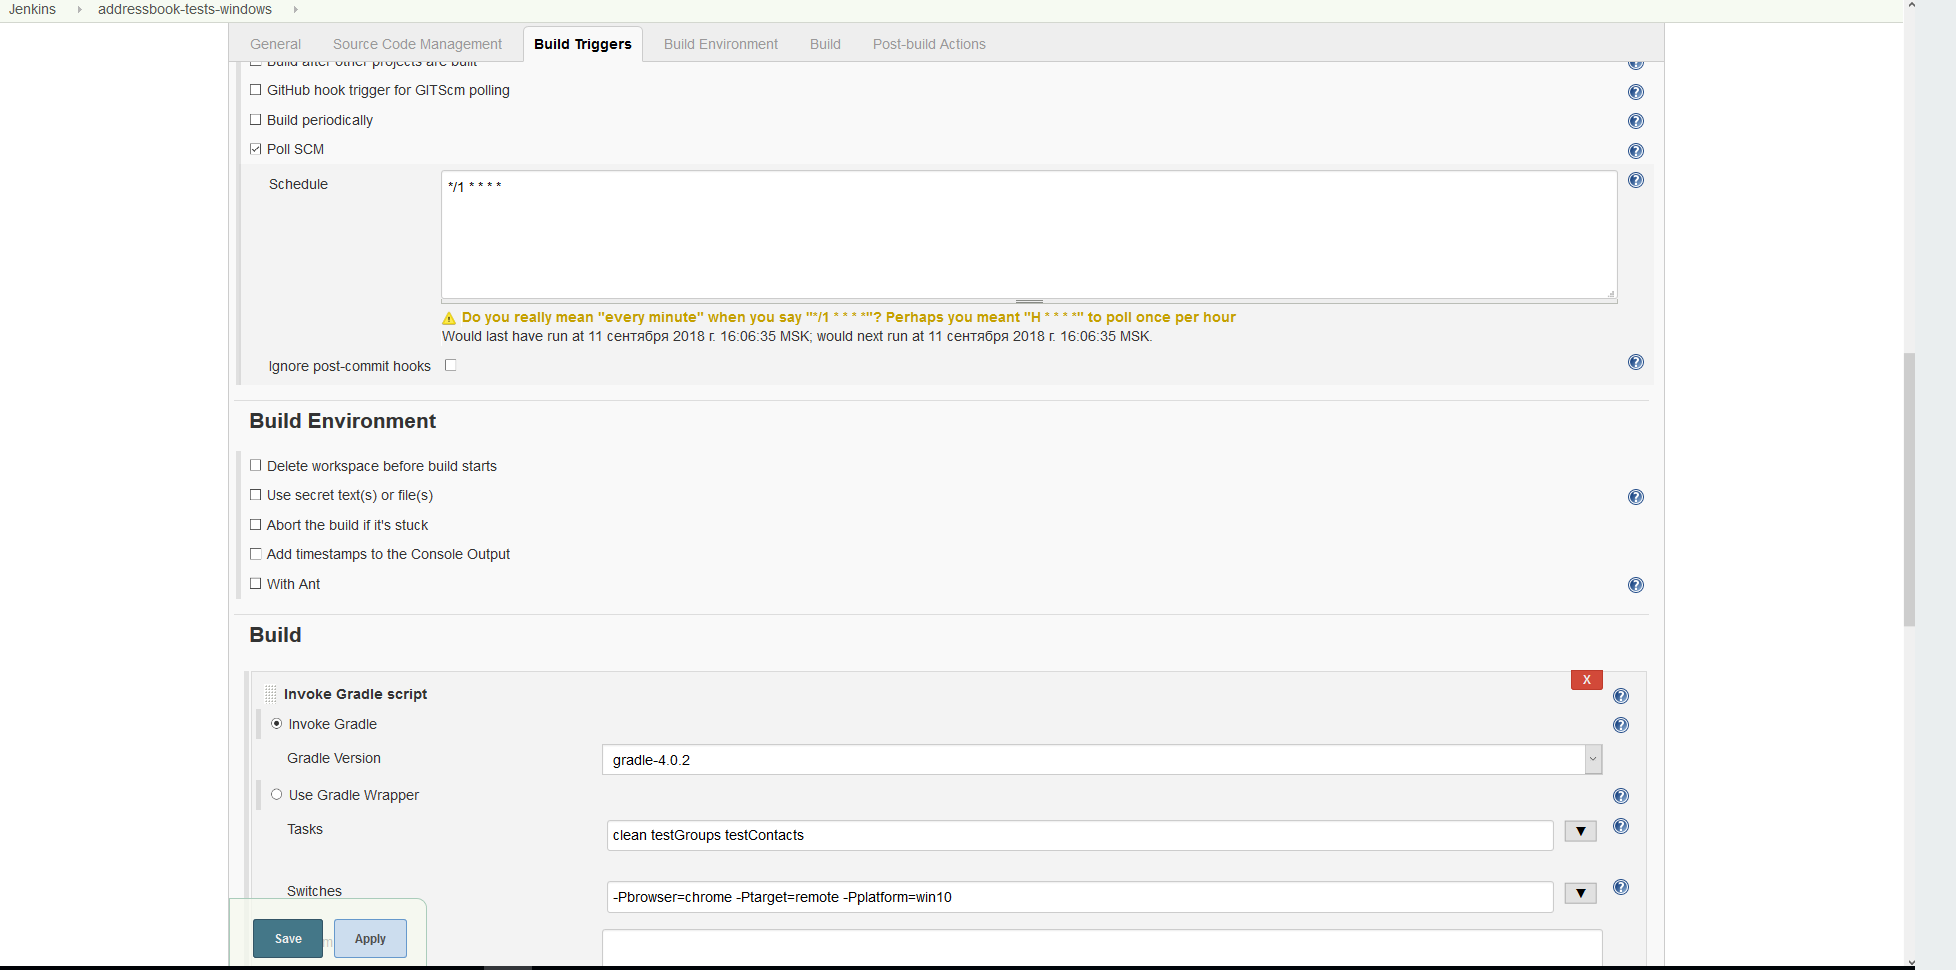 Jenkins addressbook-tests-windows
General Source Code Management Build Triggers Build Environment Build Post-build Actions
Build after other projects are built
GitHub hook trigger for GITScm polling
Build periodically
Poll SCM
Schedule
*/1 * * * *
Do you really mean "every minute" when you say "*/1 * * * *"? Perhaps you meant "H * * * *" to poll once per hour
Would last have run at 11 сентября 2018 г. 16:06:35 MSK; would next run at 11 сентября 2018 г. 16:06:35 MSK.
Ignore post-commit hooks
Build Environment
Delete workspace before build starts
Use secret text(s) or file(s)
Abort the build if it's stuck
Add timestamps to the Console Output
With Ant
Build
X
Invoke Gradle script
Invoke Gradle
Gradle Version gradle-4.0.2
Use Gradle Wrapper
Tasks clean testGroups testContacts
Switches -Pbrowser=chrome -Ptarget=remote -Pplatform=win10
Save Apply